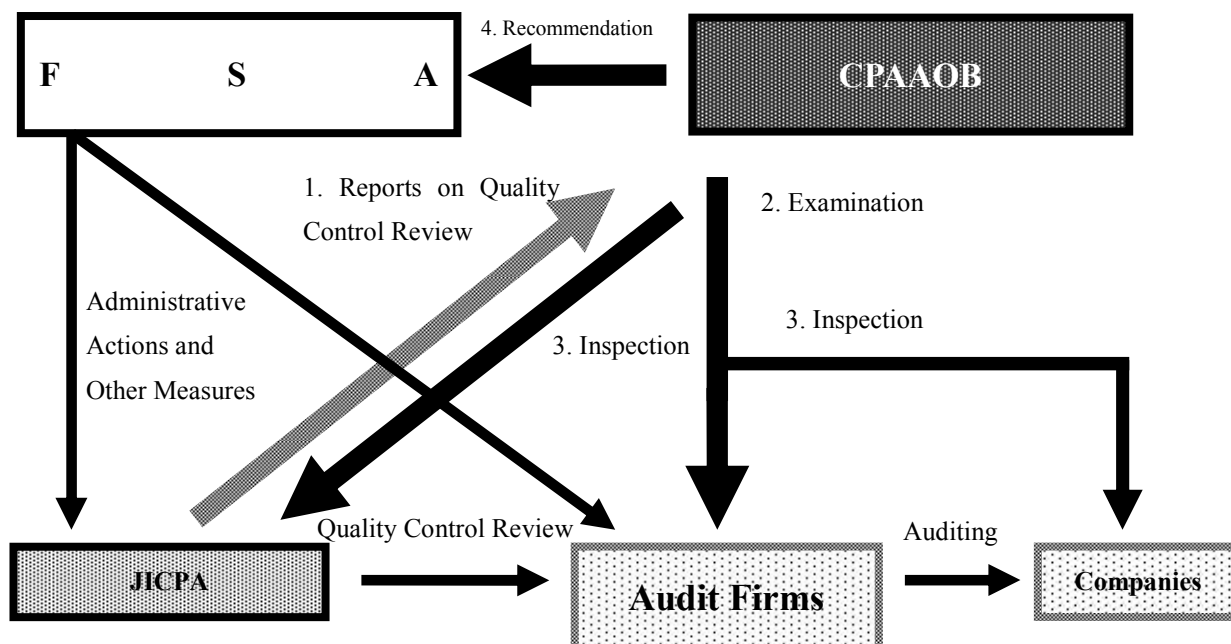 4. Recommendation
F S A
CPAAOB
1. Reports on Quality
Control Review
2. Examination
Administrative
Actions and
Other Measures
3. Inspection
3. Inspection
Quality Control Review
Auditing
JICPA
Audit Firms
Companies